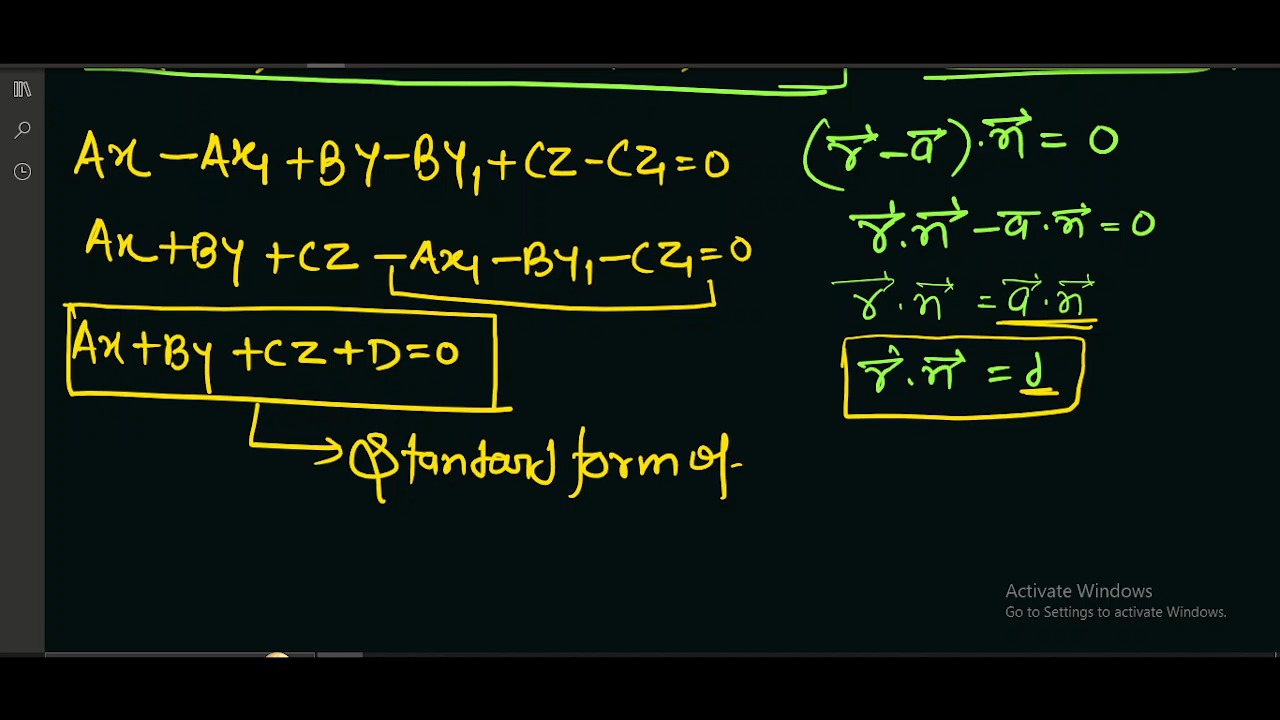 Ax − Ax₁ + BY − BY₁ + CZ − CZ₁ = 0
Ax + By + CZ − Ax₁ − BY₁ − CZ₁ = 0
Ax + By + CZ + D = 0
Standard form of
(r⃗ − a⃗) · n⃗ = 0
r⃗ · n⃗ − a⃗ · n⃗ = 0
r⃗ · n⃗ = a⃗ · n⃗
r⃗ · n⃗ = d
Activate Windows
Go to Settings to activate Windows.